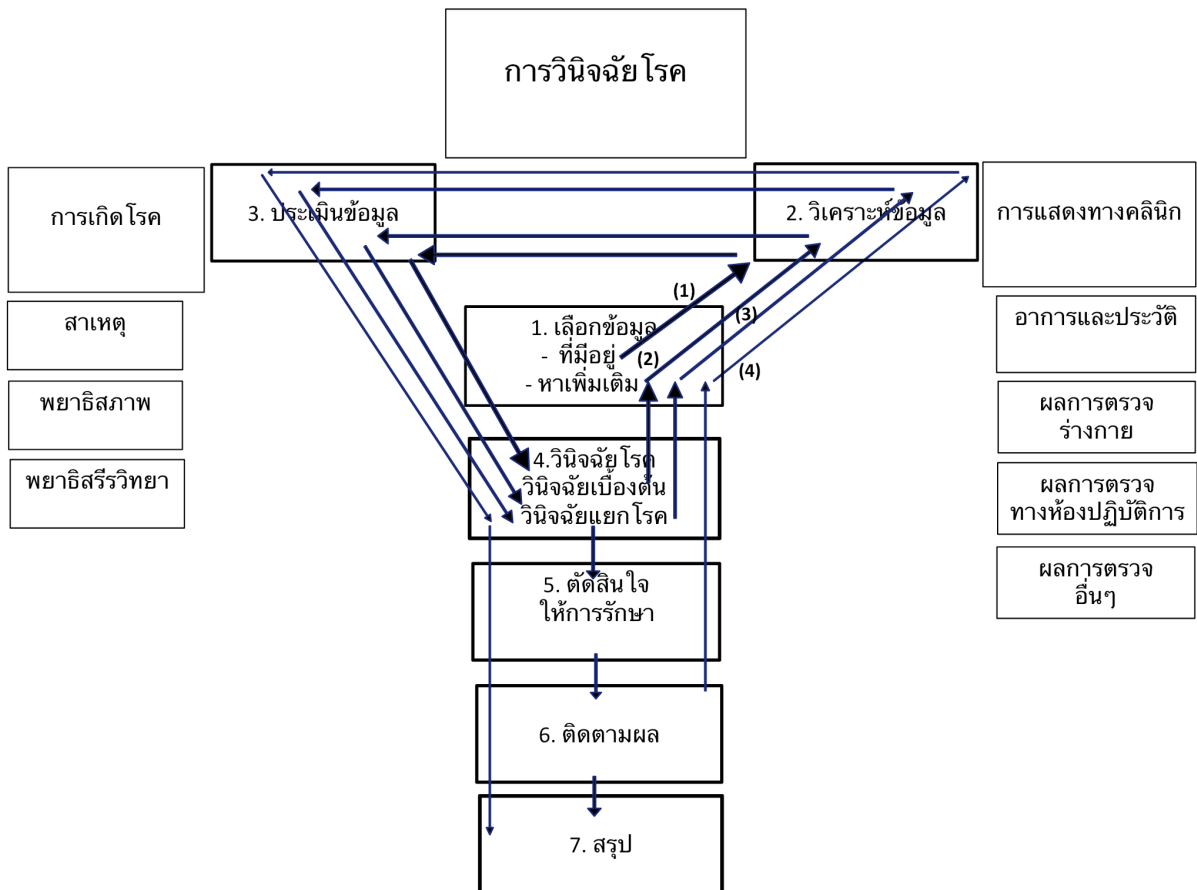 การวินิจฉัยโรค
การเกิดโรค
3. ประเมินข้อมูล
2. วิเคราะห์ข้อมูล
การแสดงทางคลินิก
สาเหตุ
พยาธิสภาพ
พยาธิสรีรวิทยา
(1)
1. เลือกข้อมูล
- ที่มีอยู่
- หาเพิ่มเติม
(2)
(3)
(4)
อาการและประวัติ
ผลการตรวจ
ร่างกาย
ผลการตรวจ
ทางห้องปฏิบัติการ
ผลการตรวจ
อื่นๆ
4.วินิจฉัยโรค
วินิจฉัยเบื้องต้น
วินิจฉัยแยกโรค
5. ตัดสินใจ
ให้การรักษา
6. ติดตามผล
7. สรุป